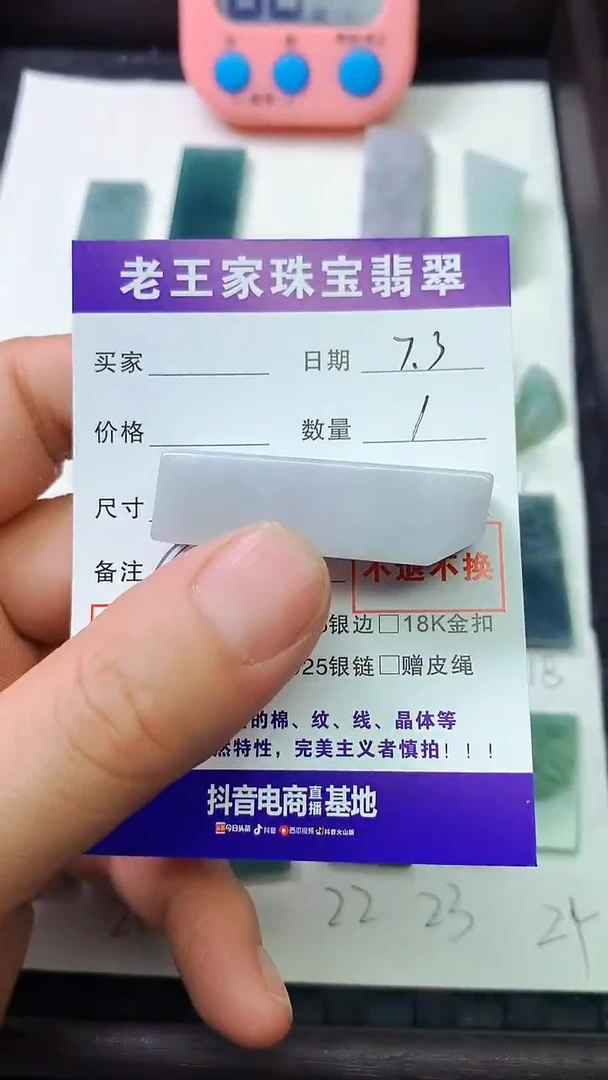 老王家珠宝翡翠
买家 日期 7.3
价格 数量 1
尺寸
备注 不退不换
银边□18K金扣
925银链□赠皮绳
的棉、纹、线、晶体等
然特性，完美主义者慎拍！！！
抖音电商直播基地
今日头条 抖音 西瓜视频 抖音火山版
18
22 23 24